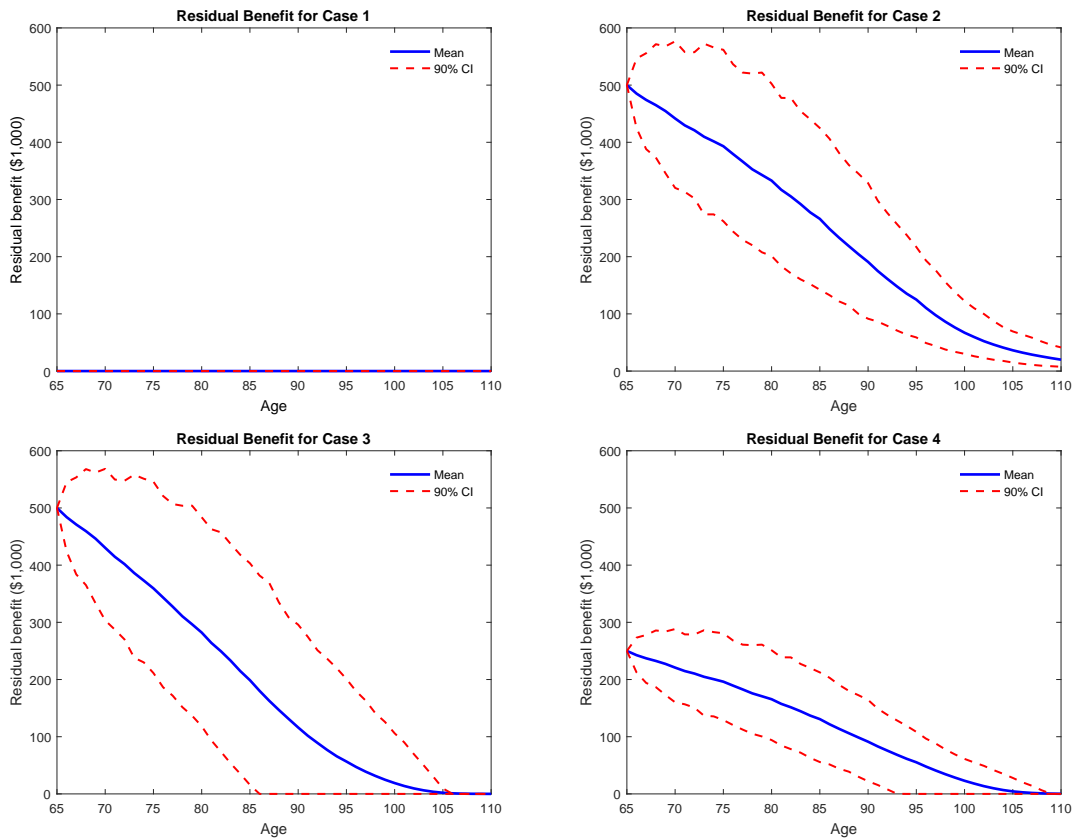 Residual Benefit for Case 1
600
500
400
300
200
100
0
Residual benefit ($1,000)
65 70 75 80 85 90 95 100 105 110
Age
Mean
90% CI
Residual Benefit for Case 2
600
500
400
300
200
100
0
Residual benefit ($1,000)
65 70 75 80 85 90 95 100 105 110
Age
Mean
90% CI
Residual Benefit for Case 3
600
500
400
300
200
100
0
Residual benefit ($1,000)
65 70 75 80 85 90 95 100 105 110
Age
Mean
90% CI
Residual Benefit for Case 4
600
500
400
300
200
100
0
Residual benefit ($1,000)
65 70 75 80 85 90 95 100 105 110
Age
Mean
90% CI